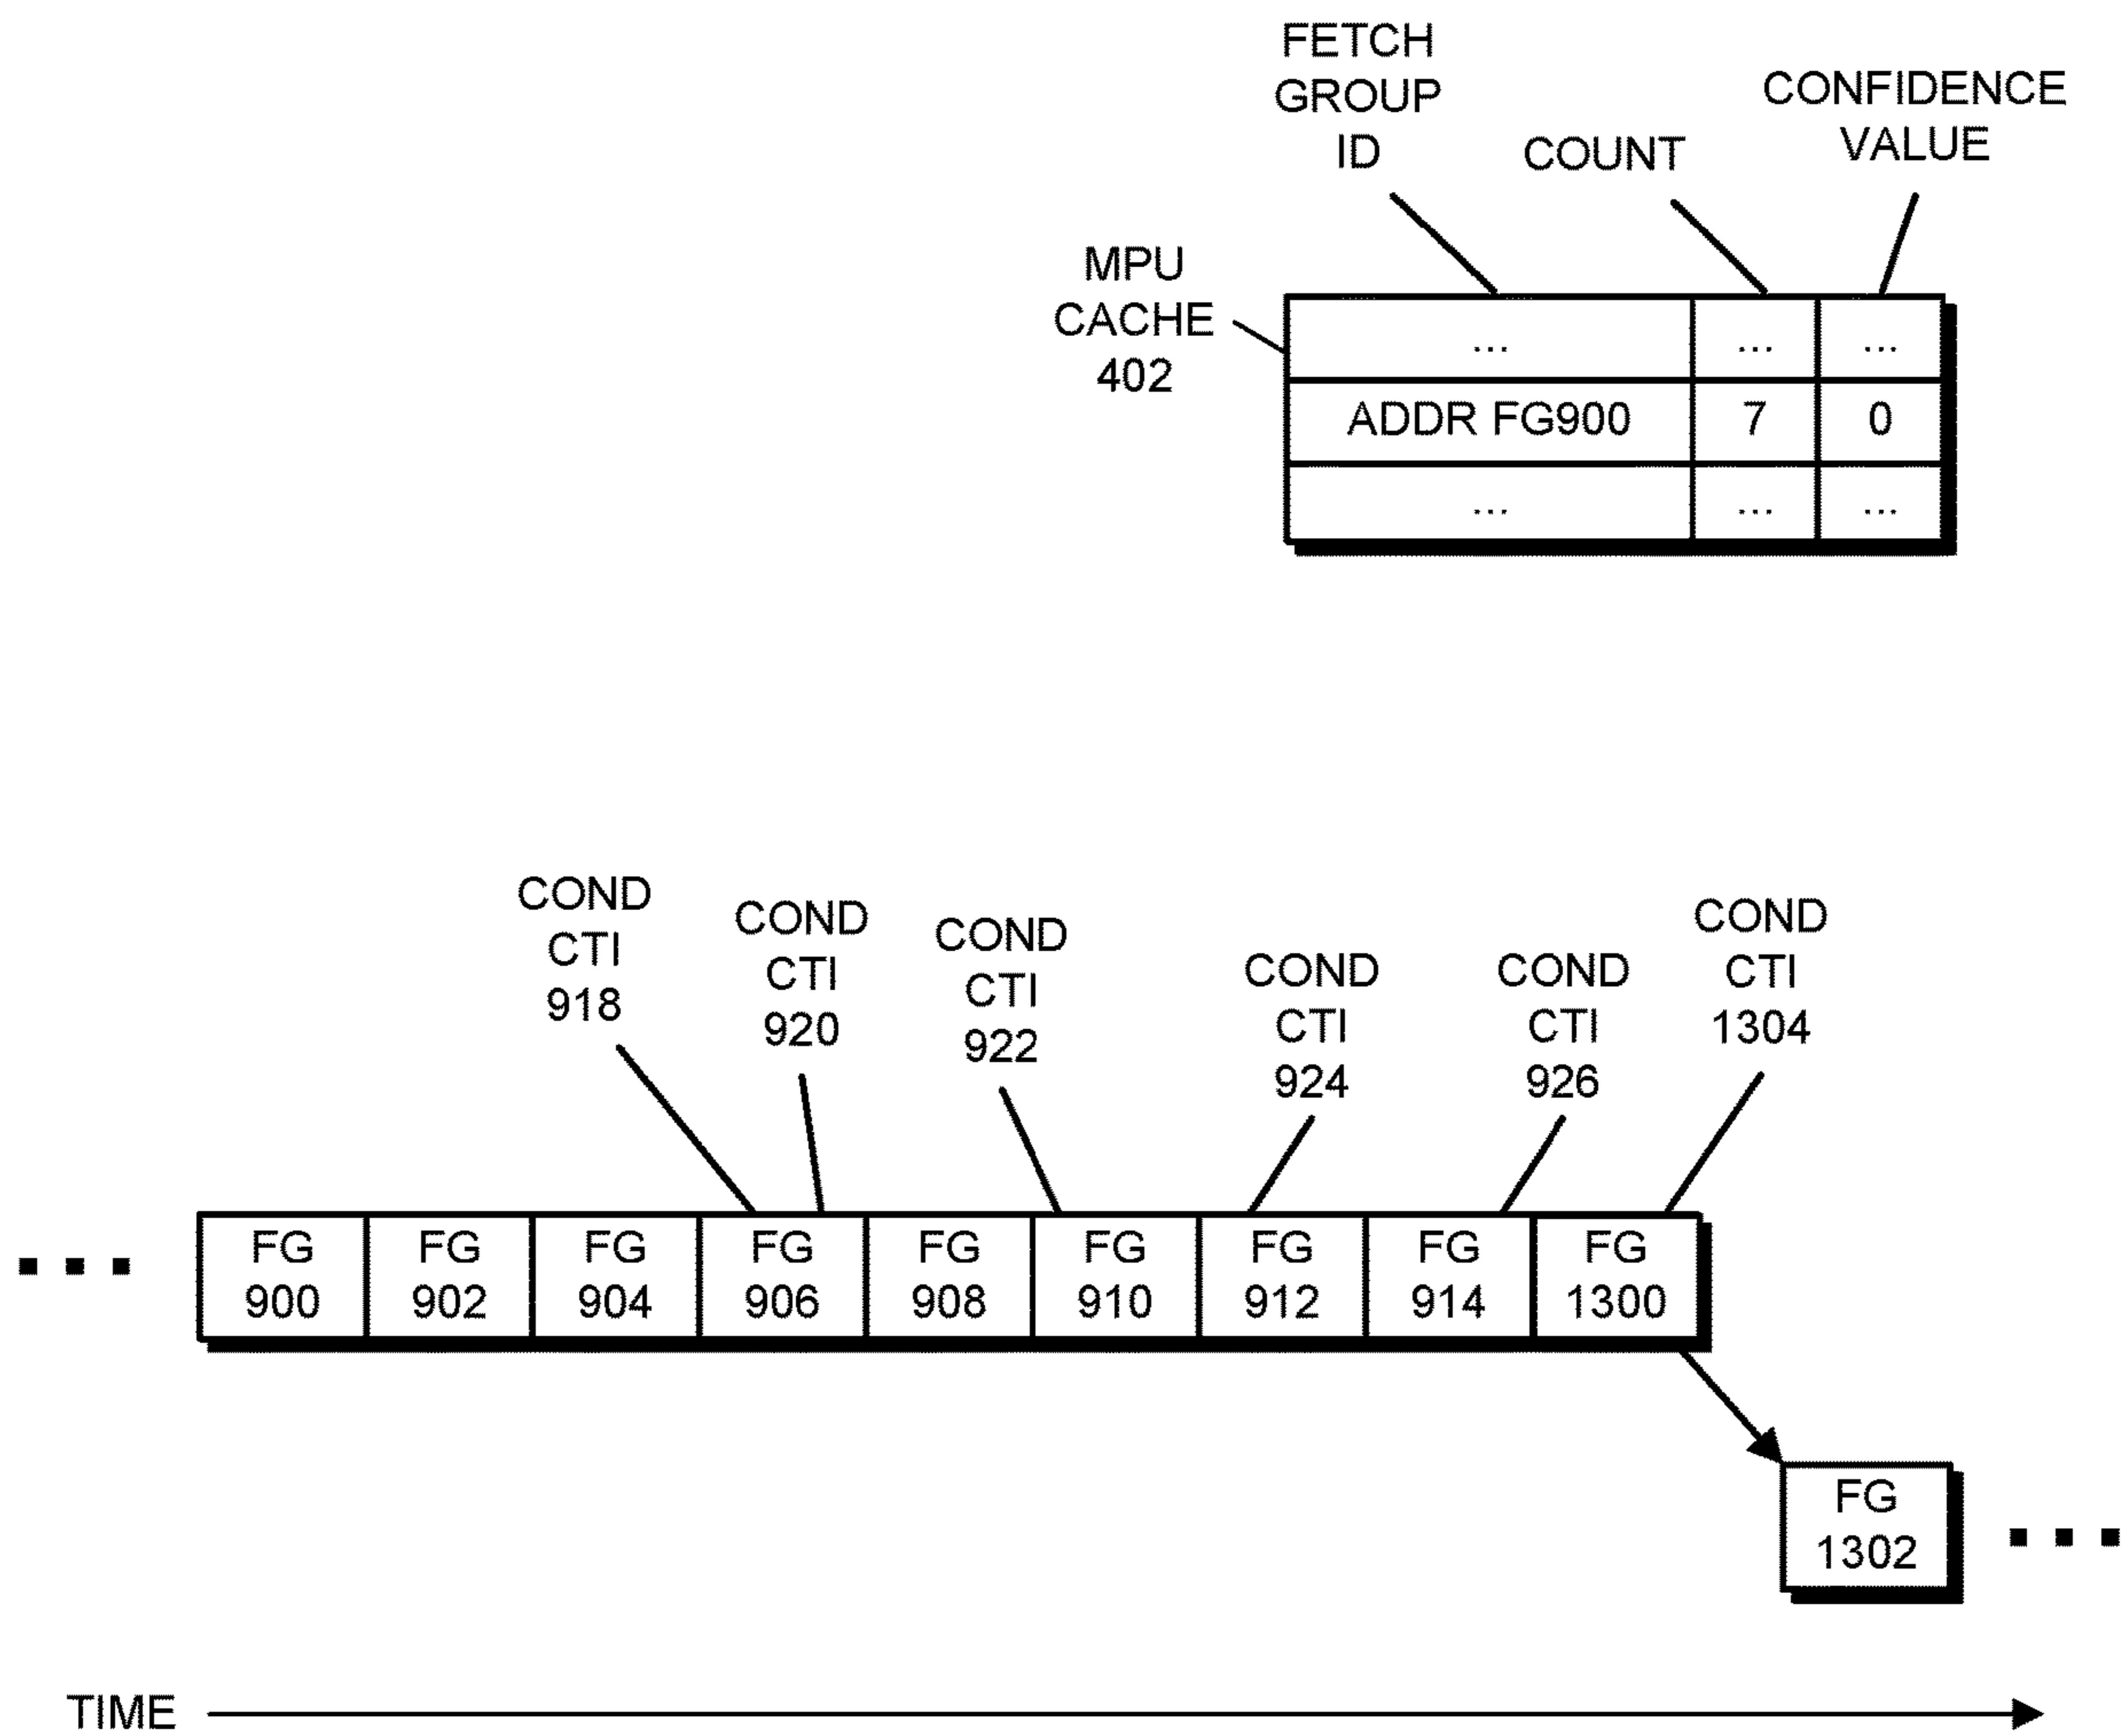 FETCH
GROUP
ID
COUNT
CONFIDENCE
VALUE
MPU
CACHE
402
... ... ...
ADDR FG900 7 0
... ... ...
COND
CTI
918
COND
CTI
920
COND
CTI
922
COND
CTI
924
COND
CTI
926
COND
CTI
1304
FG
900
FG
902
FG
904
FG
906
FG
908
FG
910
FG
912
FG
914
FG
1300
FG
1302
TIME